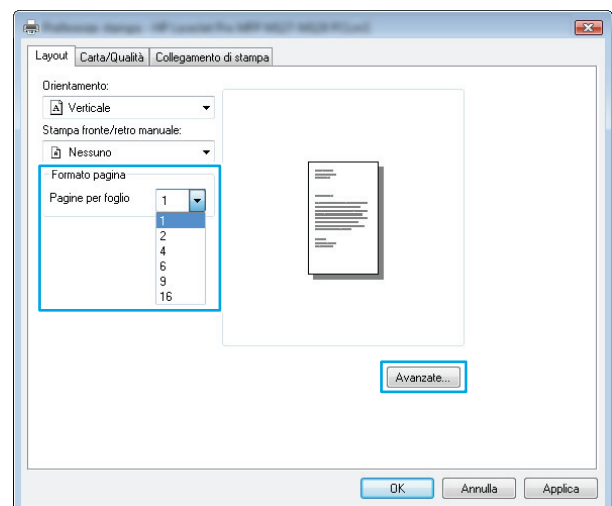 Layout
Carta/Qualità
Collegamento di stampa
Orientamento:
A Verticale
Stampa fronte/retro manuale:
Nessuno
Formato pagina
Pagine per foglio 1
1
2
4
6
9
16
Avanzate...
OK
Annulla
Applica